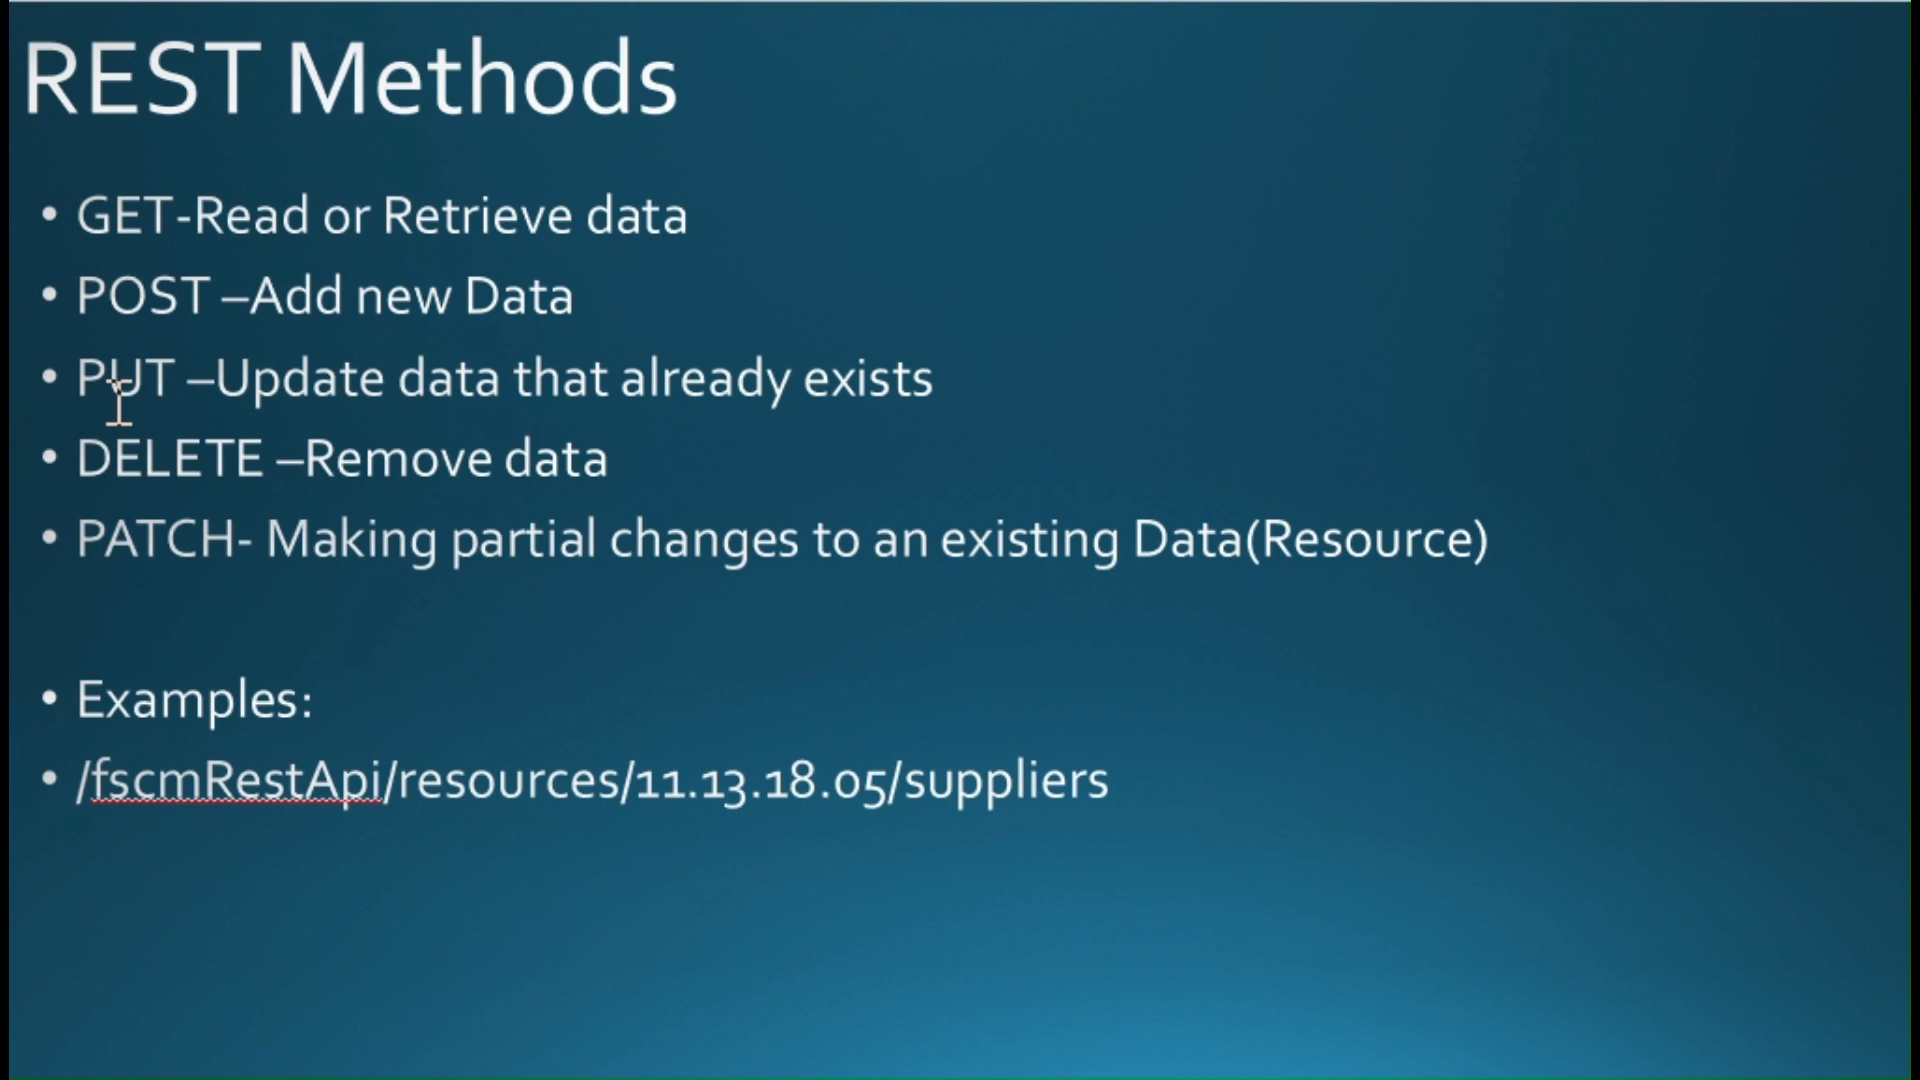 REST Methods
• GET-Read or Retrieve data
• POST –Add new Data
• PUT –Update data that already exists
• DELETE –Remove data
• PATCH- Making partial changes to an existing Data(Resource)
• Examples:
• /fscmRestApi/resources/11.13.18.05/suppliers